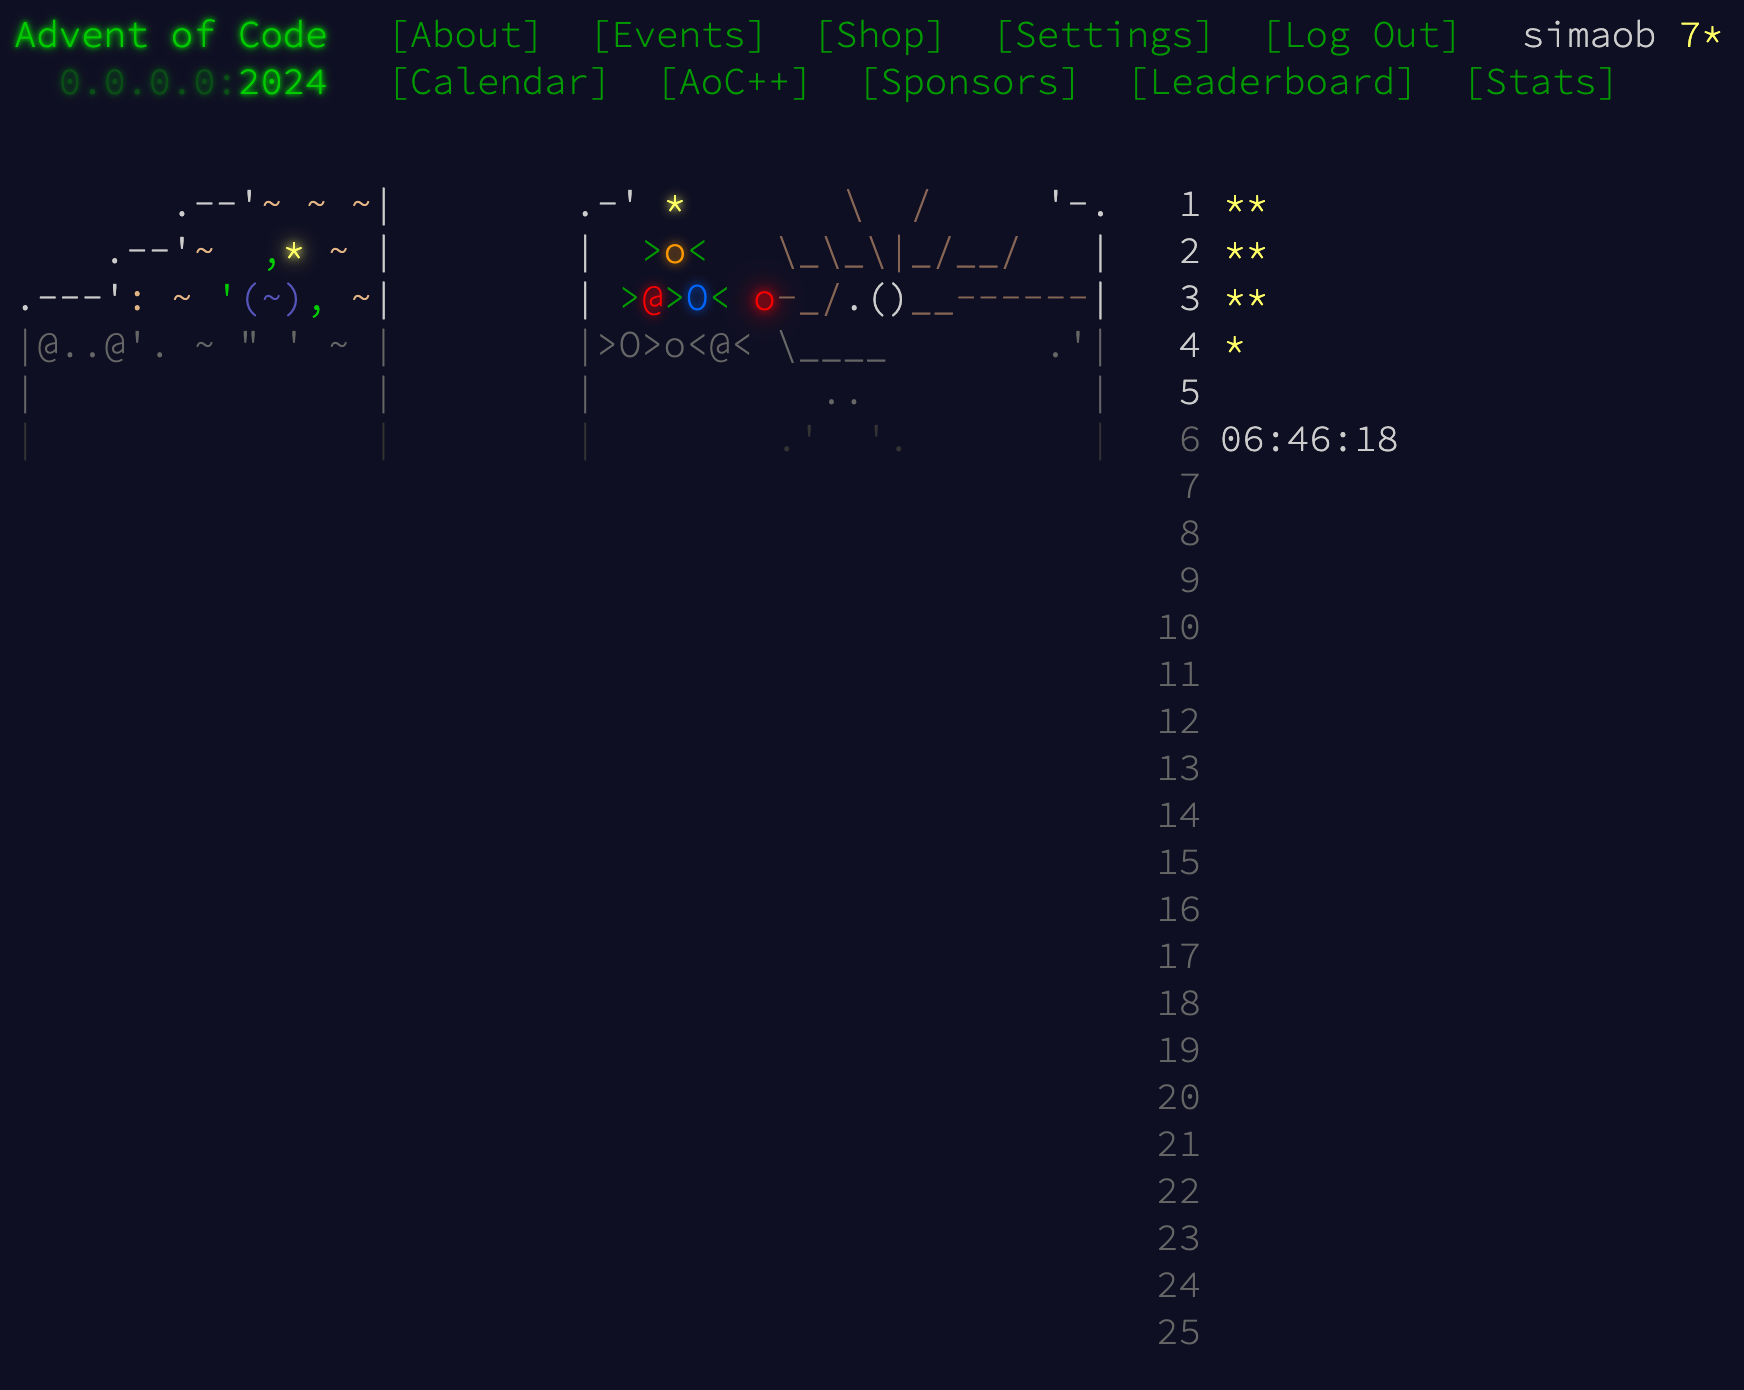 Advent of Code [About] [Events] [Shop] [Settings] [Log Out] simaob 7*
0.0.0.0:2024 [Calendar] [AoC++] [Sponsors] [Leaderboard] [Stats]
       .--'~ ~ ~|        .-' *       \  /     '-.   1 **
    .--'~  ,* ~ |        |  >o<   \_\_\|_/__/   |   2 **
.---': ~ '(~), ~|        | >@>O< o-_/.()__------|   3 **
|@..@'. ~ " ' ~ |        |>O>o<@< \____       .'|   4 *
|               |        |          ..          |   5
|               |        |        .'  '.        |   6 06:46:18
7
8
9
10
11
12
13
14
15
16
17
18
19
20
21
22
23
24
25